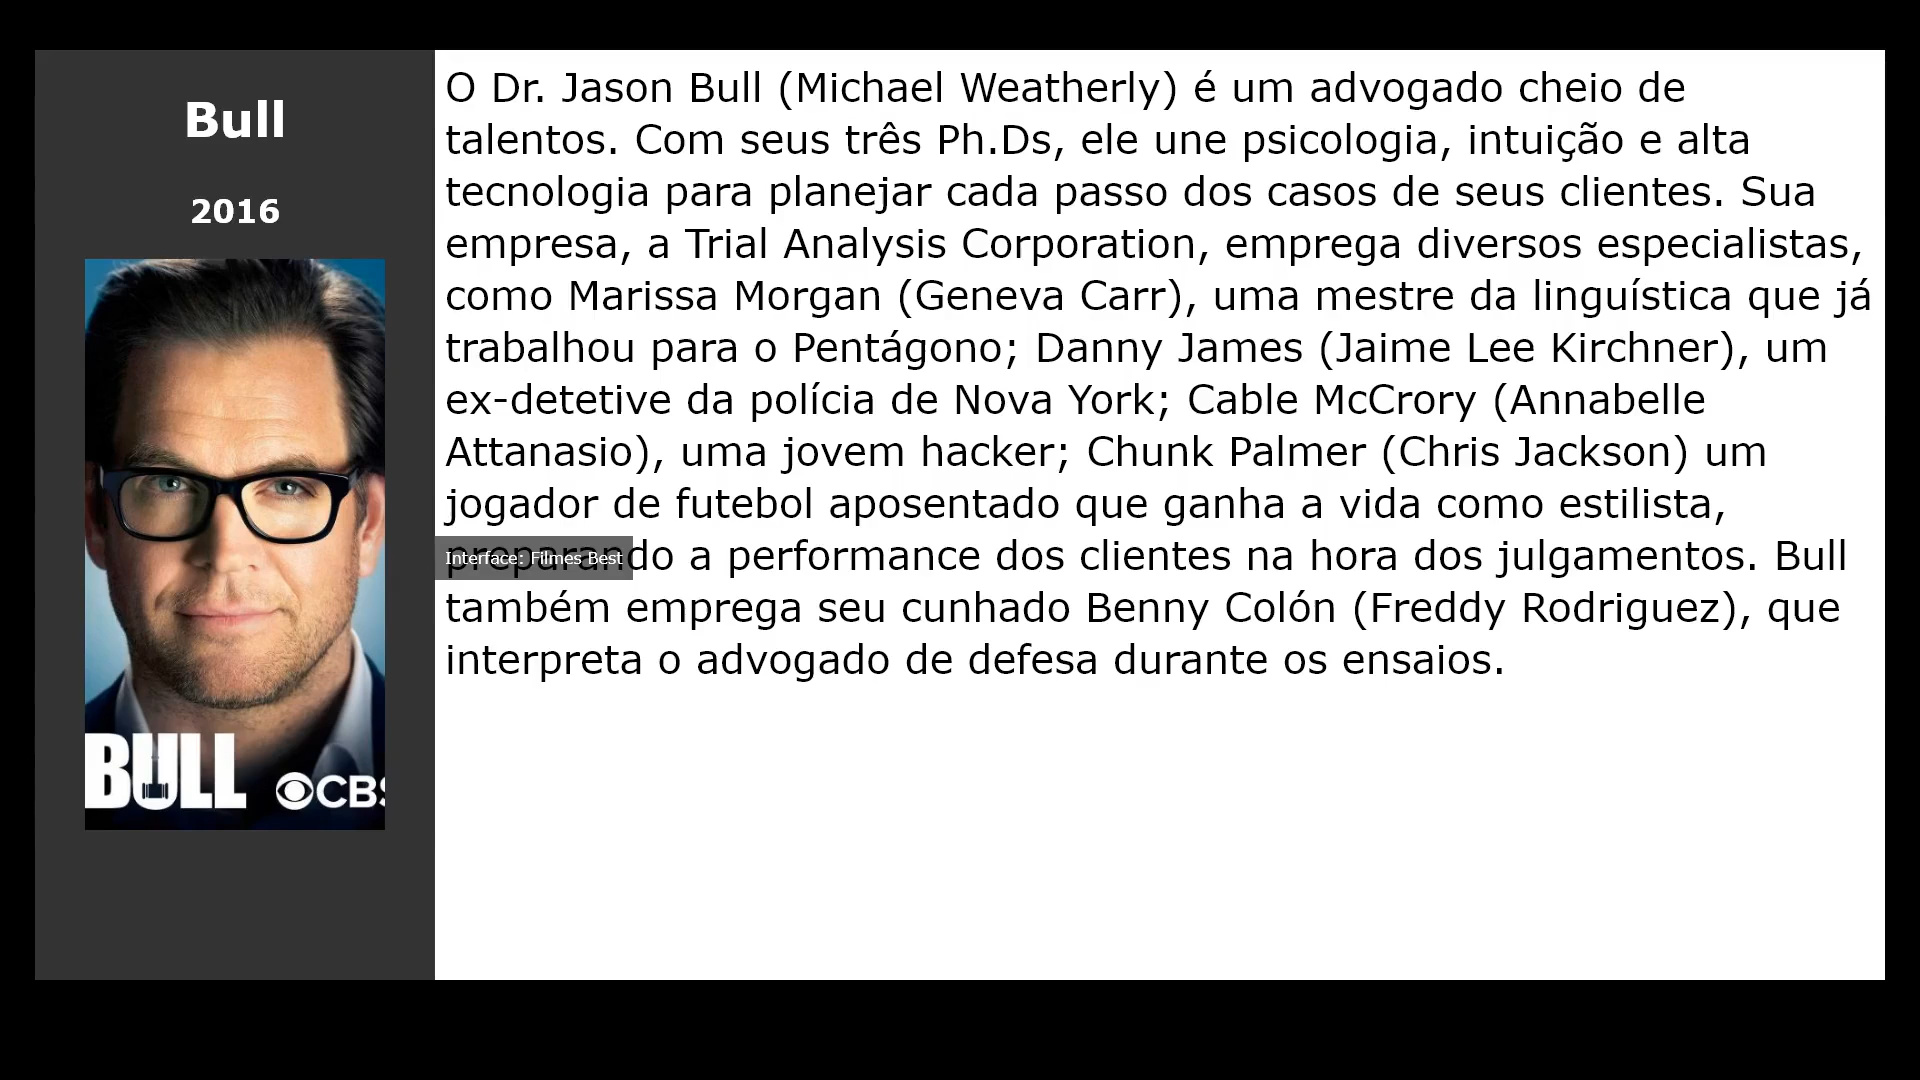 Bull
2016
BULL
CBS
O Dr. Jason Bull (Michael Weatherly) é um advogado cheio de
talentos. Com seus três Ph.Ds, ele une psicologia, intuição e alta
tecnologia para planejar cada passo dos casos de seus clientes. Sua
empresa, a Trial Analysis Corporation, emprega diversos especialistas,
como Marissa Morgan (Geneva Carr), uma mestre da linguística que já
trabalhou para o Pentágono; Danny James (Jaime Lee Kirchner), um
ex-detetive da polícia de Nova York; Cable McCrory (Annabelle
Attanasio), uma jovem hacker; Chunk Palmer (Chris Jackson) um
jogador de futebol aposentado que ganha a vida como estilista,
preparando a performance dos clientes na hora dos julgamentos. Bull
Interface: Filmes Best
também emprega seu cunhado Benny Colón (Freddy Rodriguez), que
interpreta o advogado de defesa durante os ensaios.